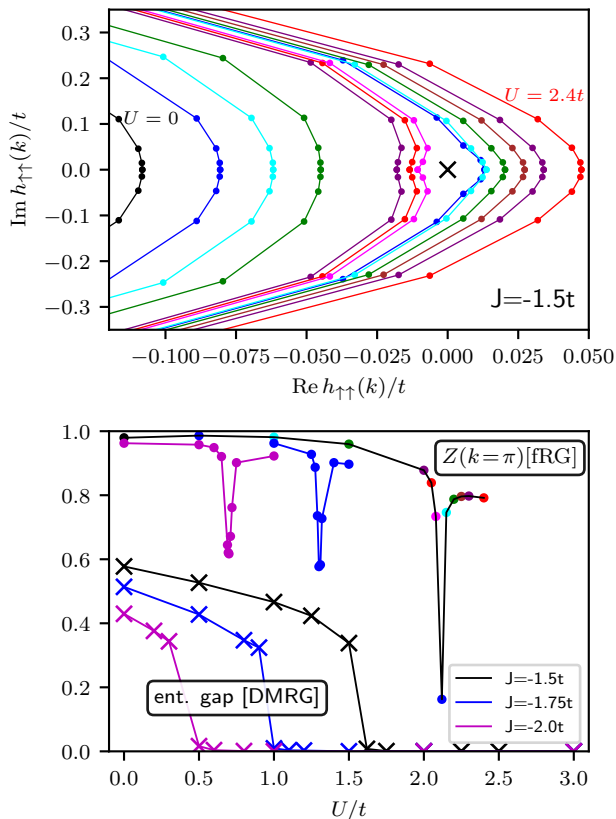 0.3
0.2
0.1
0.0
−0.1
−0.2
−0.3
Im h↑↑(k)/t
U = 0
U = 2.4t
J=-1.5t
−0.100 −0.075 −0.050 −0.025 0.000 0.025 0.050
Re h↑↑(k)/t
1.0
0.8
0.6
0.4
0.2
0.0
Z(k=π)[fRG]
ent. gap [DMRG]
J=-1.5t
J=-1.75t
J=-2.0t
0.0 0.5 1.0 1.5 2.0 2.5 3.0
U/t